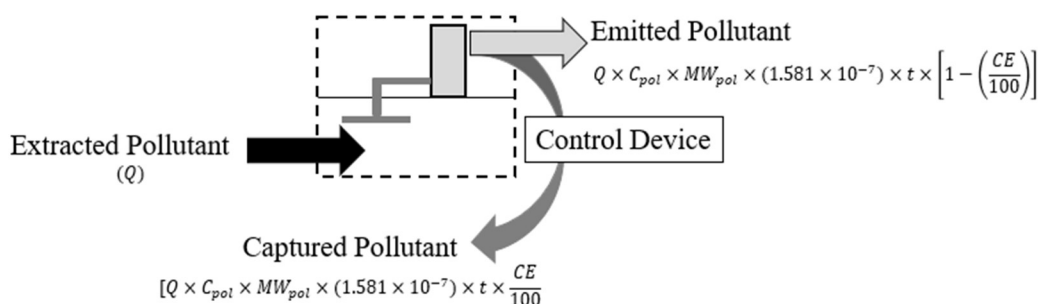 Emitted Pollutant
Q × C_pol × MW_pol × (1.581 × 10^-7) × t × [1 − (CE/100)]
Control Device
Extracted Pollutant
(Q)
Captured Pollutant
[Q × C_pol × MW_pol × (1.581 × 10^-7) × t × CE/100